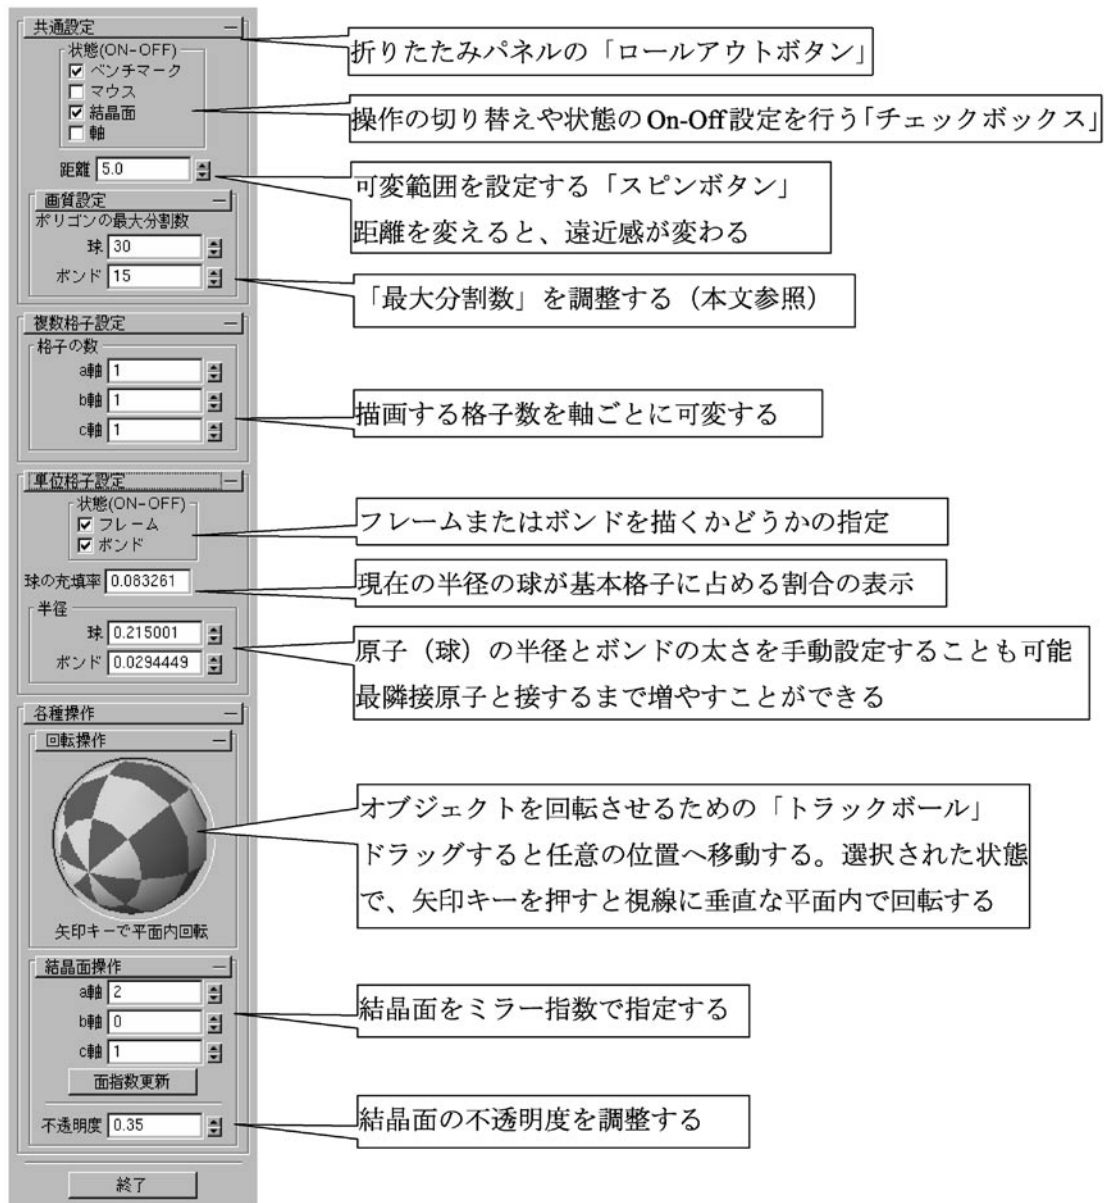 共通設定
折りたたみパネルの「ロールアウトボタン」
状態(ON-OFF)
ベンチマーク
マウス
結晶面
軸
操作の切り替えや状態のOn-Off設定を行う「チェックボックス」
距離 5.0
可変範囲を設定する「スピンボタン」
距離を変えると、遠近感が変わる
画質設定
ポリゴンの最大分割数
球 30
ボンド 15
「最大分割数」を調整する（本文参照）
複数格子設定
格子の数
a軸 1
b軸 1
c軸 1
描画する格子数を軸ごとに可変する
単位格子設定
状態(ON-OFF)
フレーム
ボンド
フレームまたはボンドを描くかどうかの指定
球の充填率 0.083261
現在の半径の球が基本格子に占める割合の表示
半径
球 0.215001
ボンド 0.0294449
原子（球）の半径とボンドの太さを手動設定することも可能
最隣接原子と接するまで増やすことができる
各種操作
回転操作
オブジェクトを回転させるための「トラックボール」
ドラッグすると任意の位置へ移動する。選択された状態
で、矢印キーを押すと視線に垂直な平面内で回転する
矢印キーで平面内回転
結晶面操作
a軸 2
b軸 0
c軸 1
結晶面をミラー指数で指定する
面指数更新
不透明度 0.35
結晶面の不透明度を調整する
終了